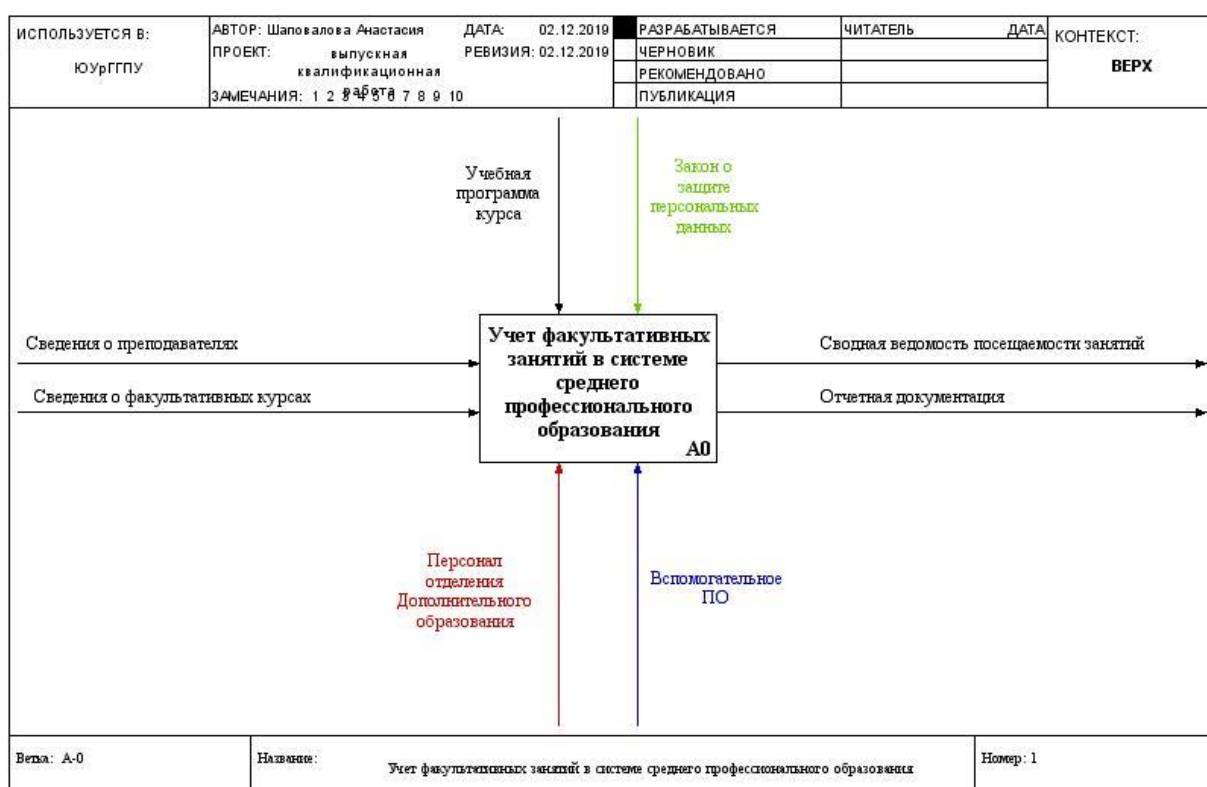 ИСПОЛЬЗУЕТСЯ В:
ЮУрГГПУ
АВТОР: Шаповалова Анастасия
ДАТА: 02.12.2019
ПРОЕКТ: выпускная
РЕВИЗИЯ: 02.12.2019
квалификационная
работа
ЗАМЕЧАНИЯ: 1 2 3 4 5 6 7 8 9 10
РАЗРАБАТЫВАЕТСЯ
ЧЕРНОВИК
РЕКОМЕНДОВАНО
ПУБЛИКАЦИЯ
ЧИТАТЕЛЬ ДАТА
КОНТЕКСТ:
ВЕРХ
Учебная
программа
курса
Закон о
защите
персональных
данных
Сведения о преподавателях
Сведения о факультативных курсах
Учет факультативных
занятий в системе
среднего
профессионального
образования
A0
Сводная ведомость посещаемости занятий
Отчетная документация
Персонал
отделения
Дополнительного
образования
Вспомогательное
ПО
Ветка: A-0
Название:
Учет факультативных занятий в системе среднего профессионального образования
Номер: 1